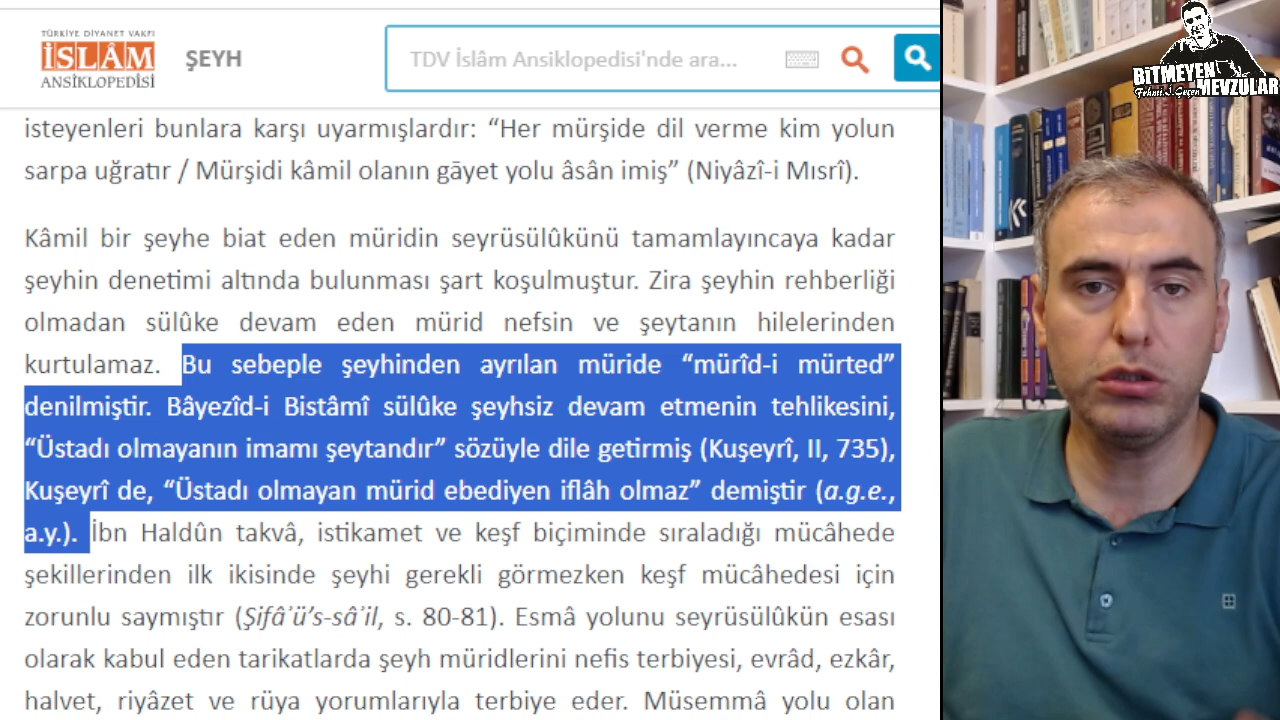 TÜRKİYE DİYANET VAKFI
İSLÂM
ANSİKLOPEDİSİ
ŞEYH
TDV İslâm Ansiklopedisi'nde ara...
BİTMEYEN
MEVZULAR
isteyenleri bunlara karşı uyarmışlardır: “Her mürşide dil verme kim yolun
sarpa uğratır / Mürşidi kâmil olanın gāyet yolu âsân imiş” (Niyâzî-i Mısrî).
Kâmil bir şeyhe biat eden müridin seyrüsülûkünü tamamlayıncaya kadar
şeyhin denetimi altında bulunması şart koşulmuştur. Zira şeyhin rehberliği
olmadan sülûke devam eden mürid nefsin ve şeytanın hilelerinden
kurtulamaz. Bu sebeple şeyhinden ayrılan müride “mürîd-i mürted”
denilmiştir. Bâyezîd-i Bistâmî sülûke şeyhsiz devam etmenin tehlikesini,
“Üstadı olmayanın imamı şeytandır” sözüyle dile getirmiş (Kuşeyrî, II, 735),
Kuşeyrî de, “Üstadı olmayan mürid ebediyen iflâh olmaz” demiştir (a.g.e.,
a.y.). İbn Haldûn takvâ, istikamet ve keşf biçiminde sıraladığı mücâhede
şekillerinden ilk ikisinde şeyhi gerekli görmezken keşf mücâhedesi için
zorunlu saymıştır (Şifâʾü’s-sâʾil, s. 80-81). Esmâ yolunu seyrüsülûkün esası
olarak kabul eden tarikatlarda şeyh müridlerini nefis terbiyesi, evrâd, ezkâr,
halvet, riyâzet ve rüya yorumlarıyla terbiye eder. Müsemmâ yolu olan